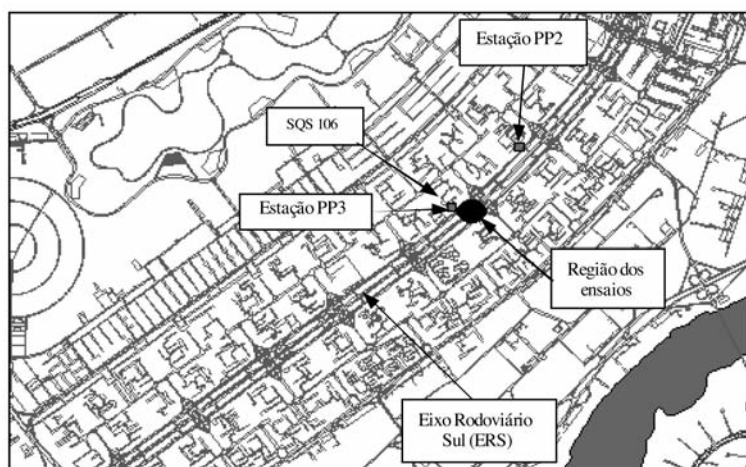 Estação PP2
SQS 106
Estação PP3
Região dos
ensaios
Eixo Rodoviário
Sul (ERS)